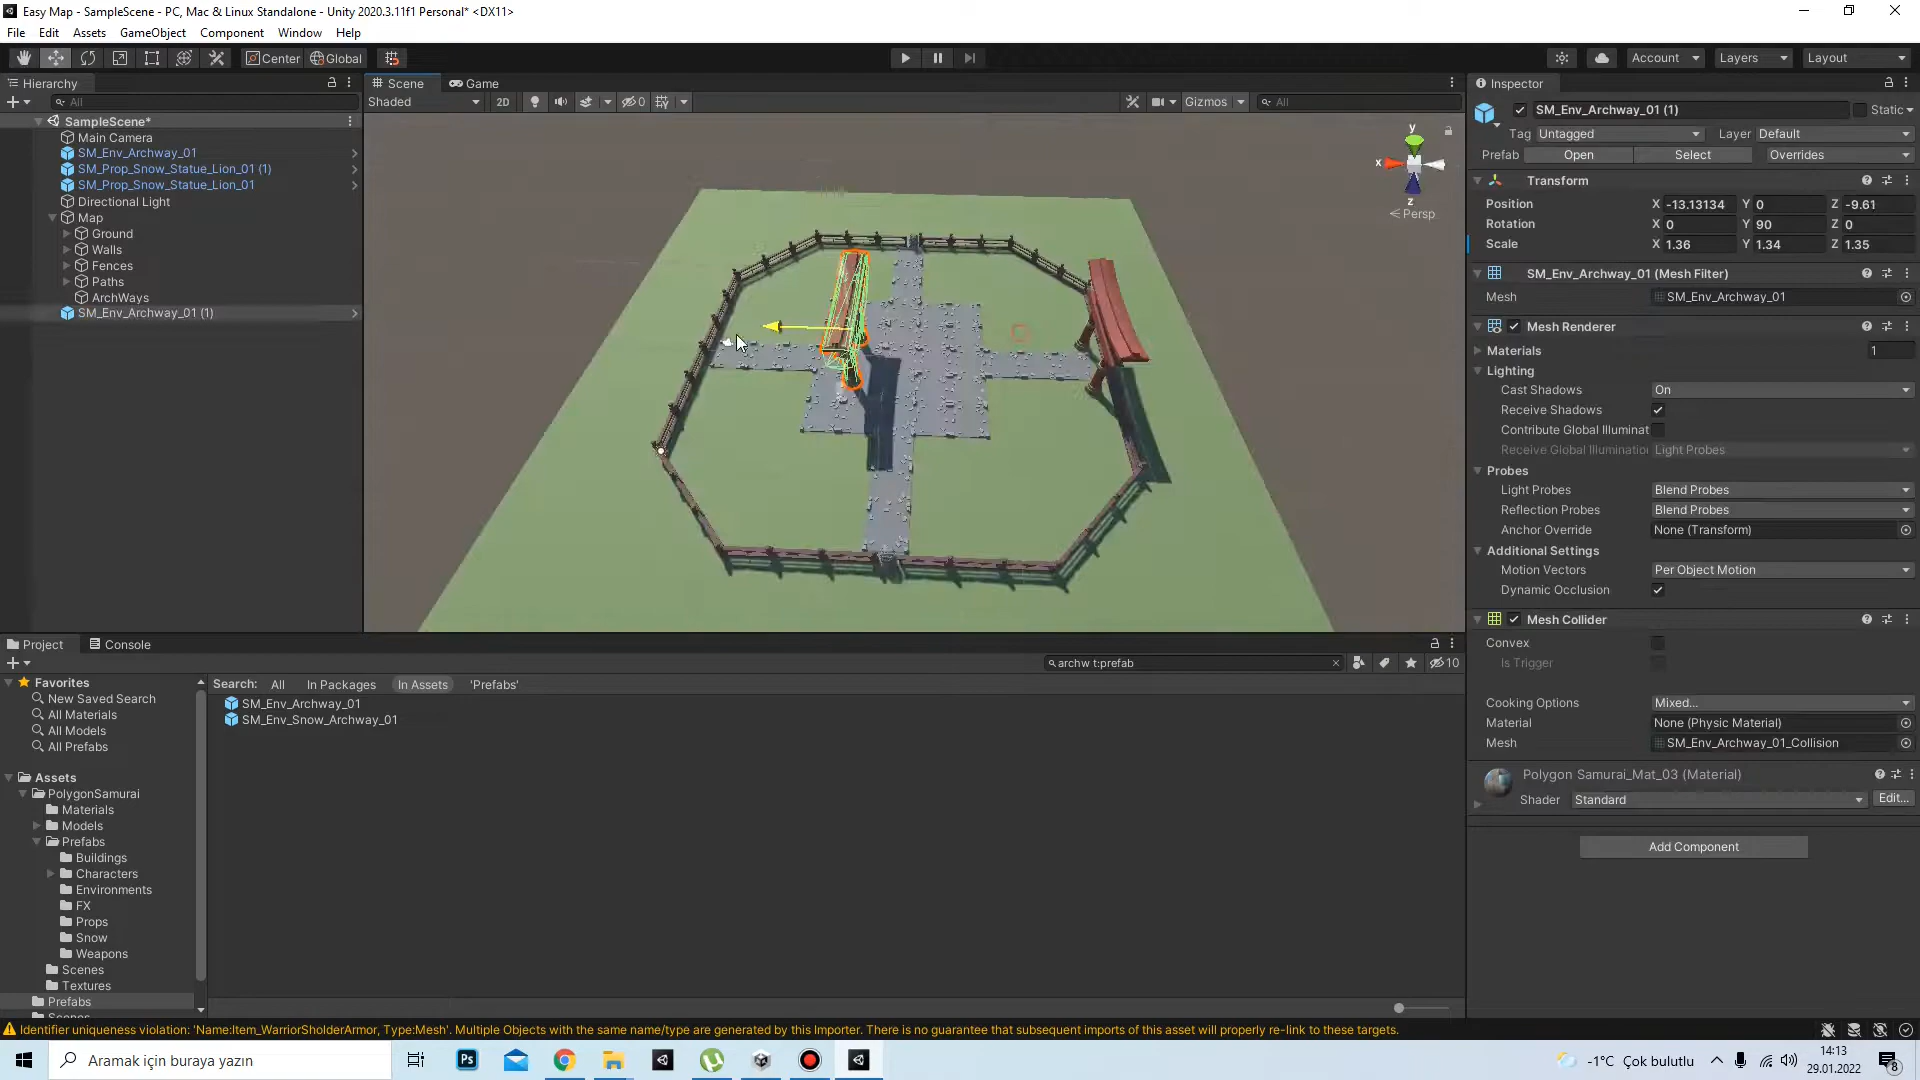 Easy Map - SampleScene - PC, Mac & Linux Standalone - Unity 2020.3.11f1 Personal* <DX11>
File Edit Assets GameObject Component Window Help
Center Global Account Layers Layout
Hierarchy
All
SampleScene*
Main Camera
SM_Env_Archway_01
SM_Prop_Snow_Statue_Lion_01 (1)
SM_Prop_Snow_Statue_Lion_01
Directional Light
Map
Ground
Walls
Fences
Paths
ArchWays
SM_Env_Archway_01 (1)
Scene Game
Shaded 2D 0 Gizmos All
y
x
z
Persp
Inspector
SM_Env_Archway_01 (1) Static
Tag Untagged Layer Default
Prefab Open Select Overrides
Transform
Position X -13.13134 Y 0 Z -9.61
Rotation X 0 Y 90 Z 0
Scale X 1.36 Y 1.34 Z 1.35
SM_Env_Archway_01 (Mesh Filter)
Mesh SM_Env_Archway_01
Mesh Renderer
Materials 1
Lighting
Cast Shadows On
Receive Shadows
Contribute Global Illuminat
Receive Global Illumination Light Probes
Probes
Light Probes Blend Probes
Reflection Probes Blend Probes
Anchor Override None (Transform)
Additional Settings
Motion Vectors Per Object Motion
Dynamic Occlusion
Mesh Collider
Convex
Is Trigger
Cooking Options Mixed...
Material None (Physic Material)
Mesh SM_Env_Archway_01_Collision
Polygon Samurai_Mat_03 (Material)
Shader Standard Edit...
Add Component
Project Console
archw t:prefab 10
Favorites
New Saved Search
All Materials
All Models
All Prefabs
Assets
PolygonSamurai
Materials
Models
Prefabs
Buildings
Characters
Environments
FX
Props
Snow
Weapons
Scenes
Textures
Prefabs
Search: All In Packages In Assets 'Prefabs'
SM_Env_Archway_01
SM_Env_Snow_Archway_01
Identifier uniqueness violation: 'Name:Item_WarriorSholderArmor, Type:Mesh'. Multiple Objects with the same name/type are generated by this Importer. There is no guarantee that subsequent imports of this asset will properly re-link to these targets.
Aramak için buraya yazın
Ps
-1°C Çok bulutlu
14:13
29.01.2022
8